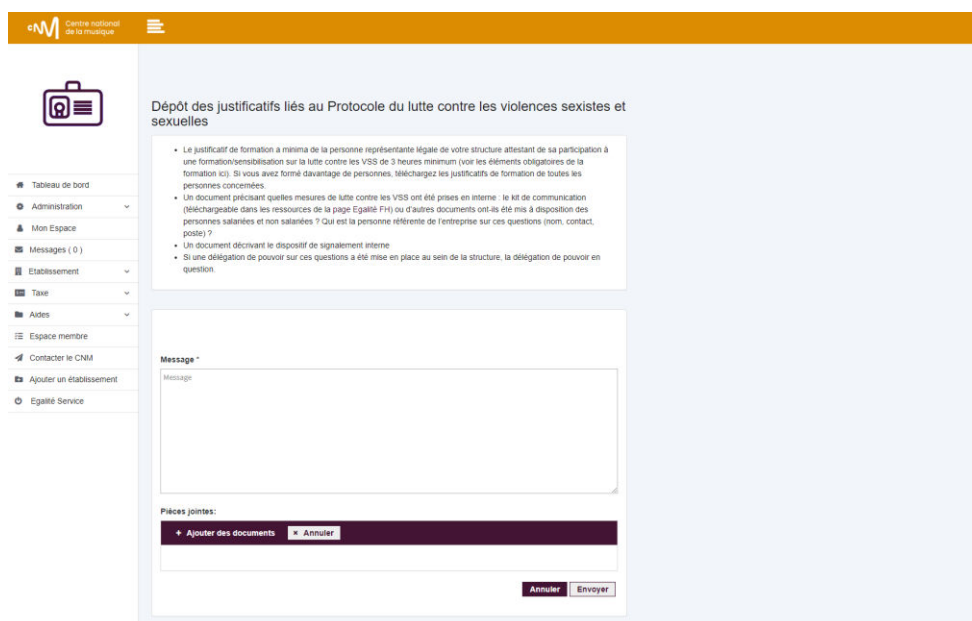 cNM Centre national
de la musique
Tableau de bord
Administration
Mon Espace
Messages ( 0 )
Etablissement
Taxe
Aides
Espace membre
Contacter le CNM
Ajouter un établissement
Egalité Service
Dépôt des justificatifs liés au Protocole du lutte contre les violences sexistes et
sexuelles
• Le justificatif de formation a minima de la personne représentante légale de votre structure attestant de sa participation à
une formation/sensibilisation sur la lutte contre les VSS de 3 heures minimum (voir les éléments obligatoires de la
formation ici). Si vous avez formé davantage de personnes, téléchargez les justificatifs de formation de toutes les
personnes concernées.
• Un document précisant quelles mesures de lutte contre les VSS ont été prises en interne : le kit de communication
(téléchargeable dans les ressources de la page Egalité FH) ou d'autres documents ont-ils été mis à disposition des
personnes salariées et non salariées ? Qui est la personne référente de l'entreprise sur ces questions (nom, contact,
poste) ?
• Un document décrivant le dispositif de signalement interne
• Si une délégation de pouvoir sur ces questions a été mise en place au sein de la structure, la délégation de pouvoir en
question.
Message *
Message
Pièces jointes:
+ Ajouter des documents × Annuler
Annuler Envoyer